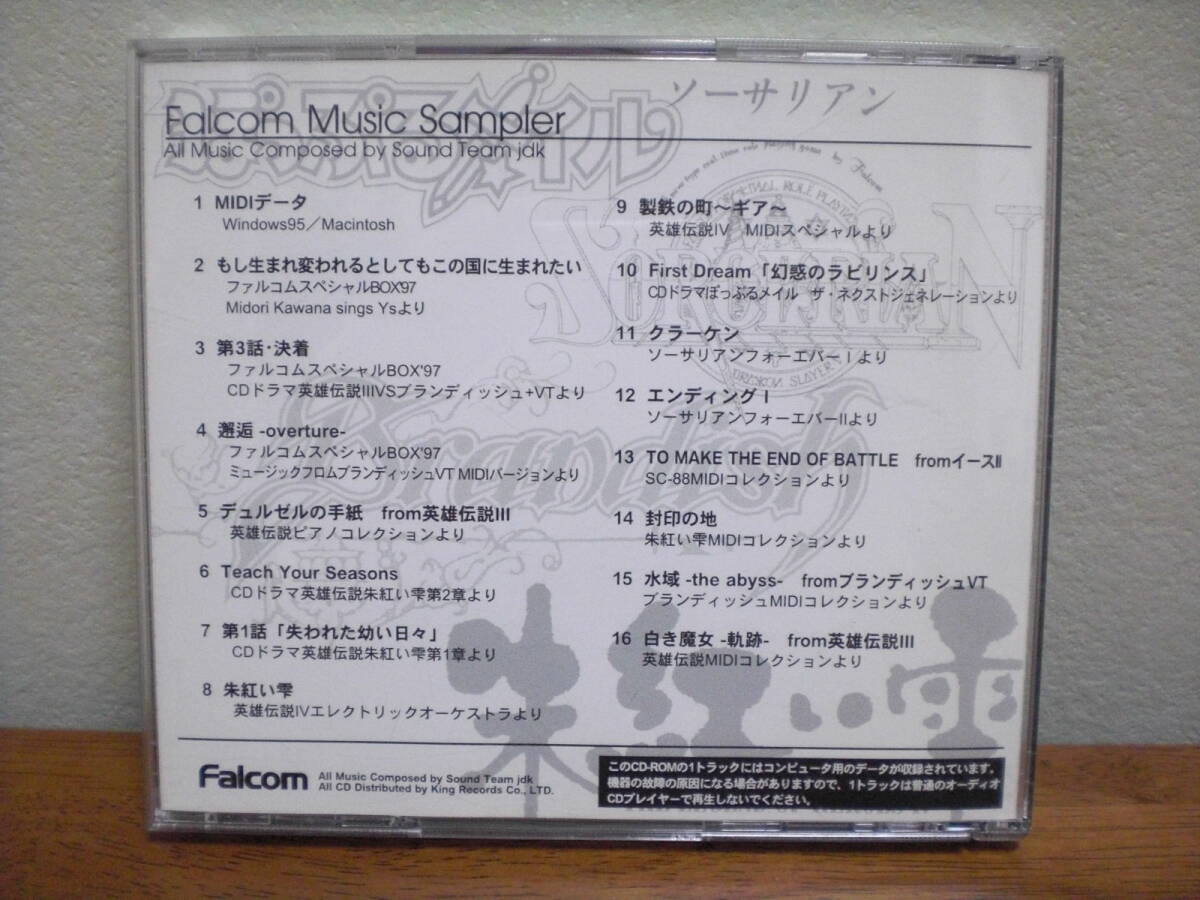 ぽっぷるメイル
ソーサリアン
Falcom Music Sampler
All Music Composed by Sound Team jdk
1 MIDIデータ
Windows95／Macintosh
2 もし生まれ変われるとしてもこの国に生まれたい
ファルコムスペシャルBOX'97
Midori Kawana sings Ysより
3 第3話･決着
ファルコムスペシャルBOX'97
CDドラマ英雄伝説IIIVSブランディッシュ+VTより
4 邂逅 -overture-
ファルコムスペシャルBOX'97
ミュージックフロムブランディッシュVT MIDIバージョンより
5 デュルゼルの手紙 from英雄伝説III
英雄伝説ピアノコレクションより
6 Teach Your Seasons
CDドラマ英雄伝説朱紅い雫第2章より
7 第1話「失われた幼い日々」
CDドラマ英雄伝説朱紅い雫第1章より
8 朱紅い雫
英雄伝説IVエレクトリックオーケストラより
9 製鉄の町～ギア～
英雄伝説IV MIDIスペシャルより
10 First Dream「幻惑のラビリンス」
CDドラマぽっぷるメイル ザ・ネクストジェネレーションより
11 クラーケン
ソーサリアンフォーエバーIより
12 エンディングI
ソーサリアンフォーエバーIIより
13 TO MAKE THE END OF BATTLE fromイースII
SC-88MIDIコレクションより
14 封印の地
朱紅い雫MIDIコレクションより
15 水域 -the abyss- fromブランディッシュVT
ブランディッシュMIDIコレクションより
16 白き魔女 -軌跡- from英雄伝説III
英雄伝説MIDIコレクションより
SORCERIAN
Brandish
朱紅い雫
Falcom
All Music Composed by Sound Team jdk
All CD Distributed by King Records Co., LTD.
このCD-ROMの1トラックにはコンピュータ用のデータが収録されています。
機器の故障の原因になる場合がありますので、1トラックは普通のオーディオ
CDプレイヤーで再生しないでください。